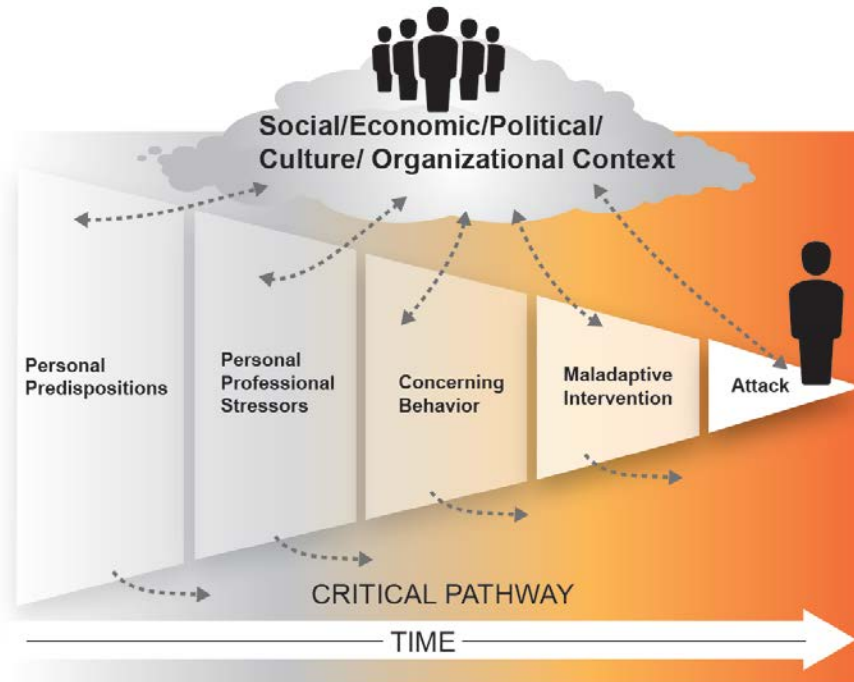 Social/Economic/Political/
Culture/ Organizational Context
Personal
Predispositions
Personal
Professional
Stressors
Concerning
Behavior
Maladaptive
Intervention
Attack
CRITICAL PATHWAY
TIME